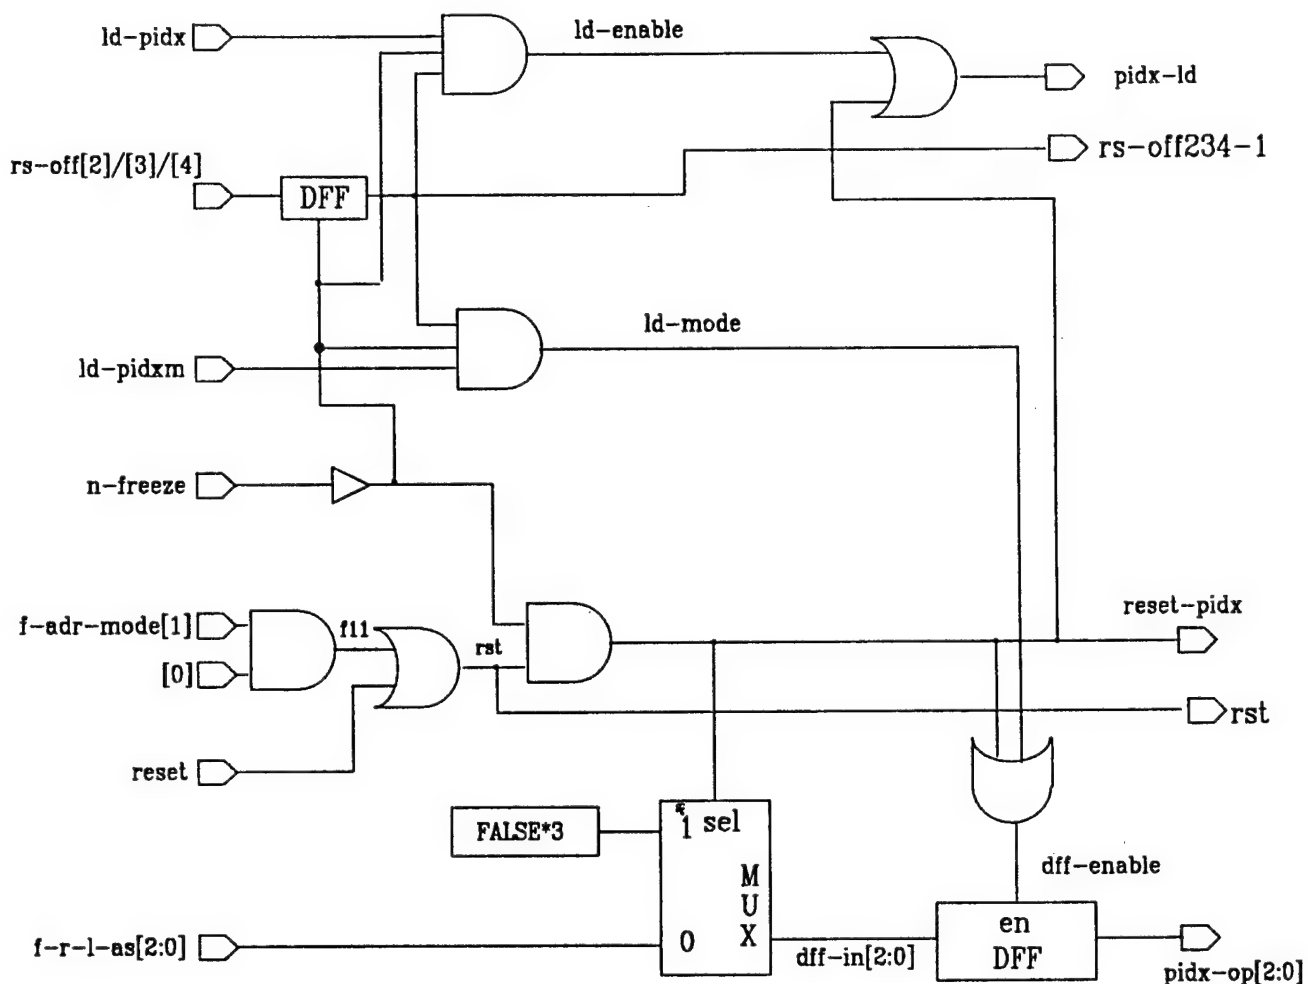 ld-pidx
ld-enable
pidx-ld
rs-off[2]/[3]/[4]
DFF
rs-off234-1
ld-mode
ld-pidxm
n-freeze
f-adr-mode[1]
f11
rst
reset-pidx
[0]
rst
reset
FALSE*3
1 sel
MUX
0
dff-enable
en
DFF
f-r-l-as[2:0]
dff-in[2:0]
pidx-op[2:0]